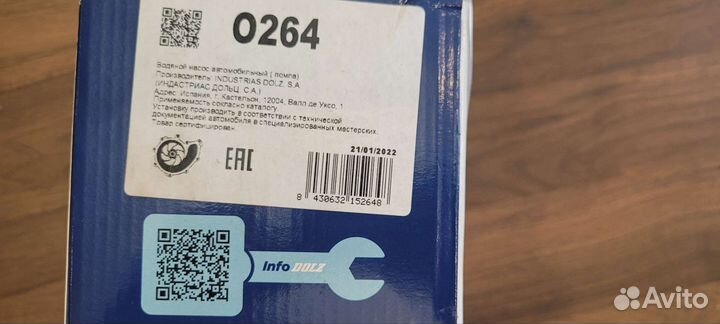 O264
Водяной насос автомобильный ( помпа)
Производитель: INDUSTRIAS DOLZ, S.A
(ИНДАСТРИАС ДОЛЬЦ, С.А.)
Адрес: Испания, г. Кастельон, 12004, Валл де Уксо, 1
Применяемость согласно каталогу.
Установку производить в соответствии с технической
документацией автомобиля в специализированных мастерских.
Товар сертифицирован.
EAC
21/01/2022
8 430632 152648
Info DOLZ
Avito